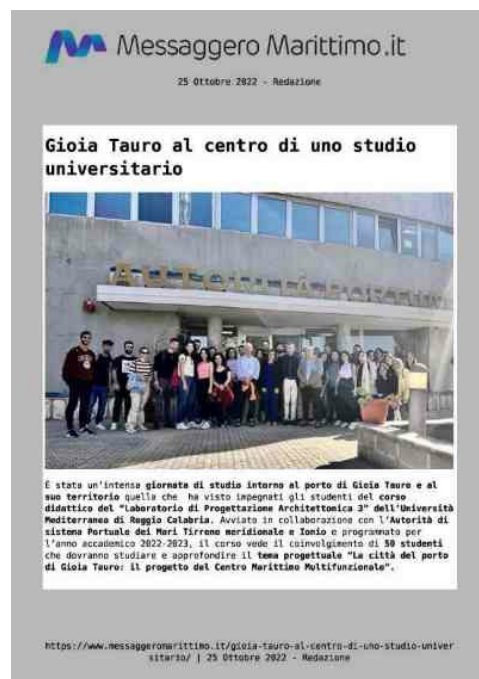 Messaggero Marittimo.it
25 Ottobre 2022 - Redazione
Gioia Tauro al centro di uno studio
universitario
AUTORITÀ PORTUALE
È stata un'intensa giornata di studio intorno al porto di Gioia Tauro e al
suo territorio quella che ha visto impegnati gli studenti del corso
didattico del "Laboratorio di Progettazione Architettonica 3" dell'Università
Mediterranea di Reggio Calabria. Avviato in collaborazione con l'Autorità di
sistema Portuale dei Mari Tirreno meridionale e Ionio e programmato per
l'anno accademico 2022-2023, il corso vede il coinvolgimento di 50 studenti
che dovranno studiare e approfondire il tema progettuale "La città del porto
di Gioia Tauro: il progetto del Centro Marittimo Multifunzionale".
https://www.messaggeromarittimo.it/gioia-tauro-al-centro-di-uno-studio-univer
sitario/ | 25 Ottobre 2022 - Redazione